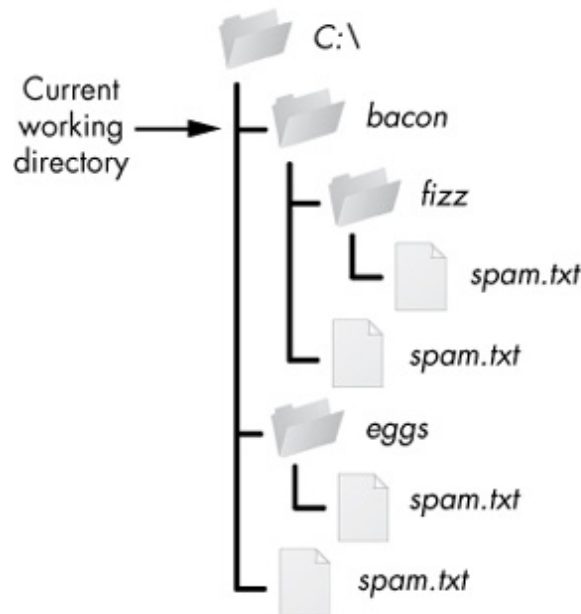 C:\
Current
working
directory
bacon
fizz
spam.txt
spam.txt
eggs
spam.txt
spam.txt